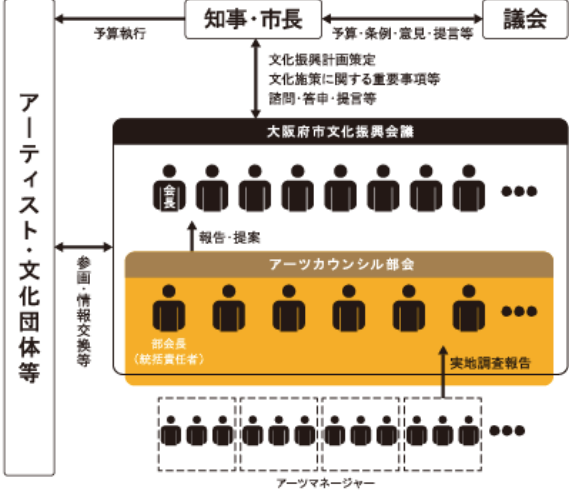 知事・市長
議会
予算執行
予算・条例・意見・提言等
文化振興計画策定
文化施策に関する重要事項等
諮問・答申・提言等
アーティスト・文化団体等
大阪府市文化振興会議
会長
報告・提案
参画・情報交換等
アーツカウンシル部会
部会長
(統括責任者)
実地調査報告
アーツマネージャー